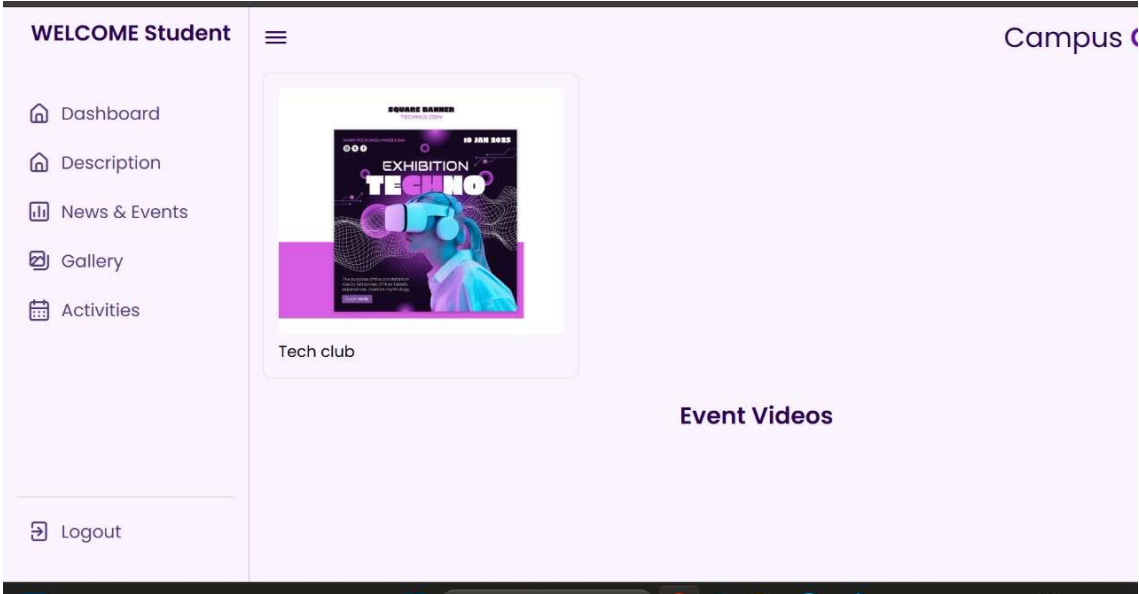 WELCOME Student
Campus
Dashboard
Description
News & Events
Gallery
Activities
Logout
SQUARE BANNER
TECHNOLOGY
10 JAN 2025
EXHIBITION
TECHNO
Tech club
Event Videos